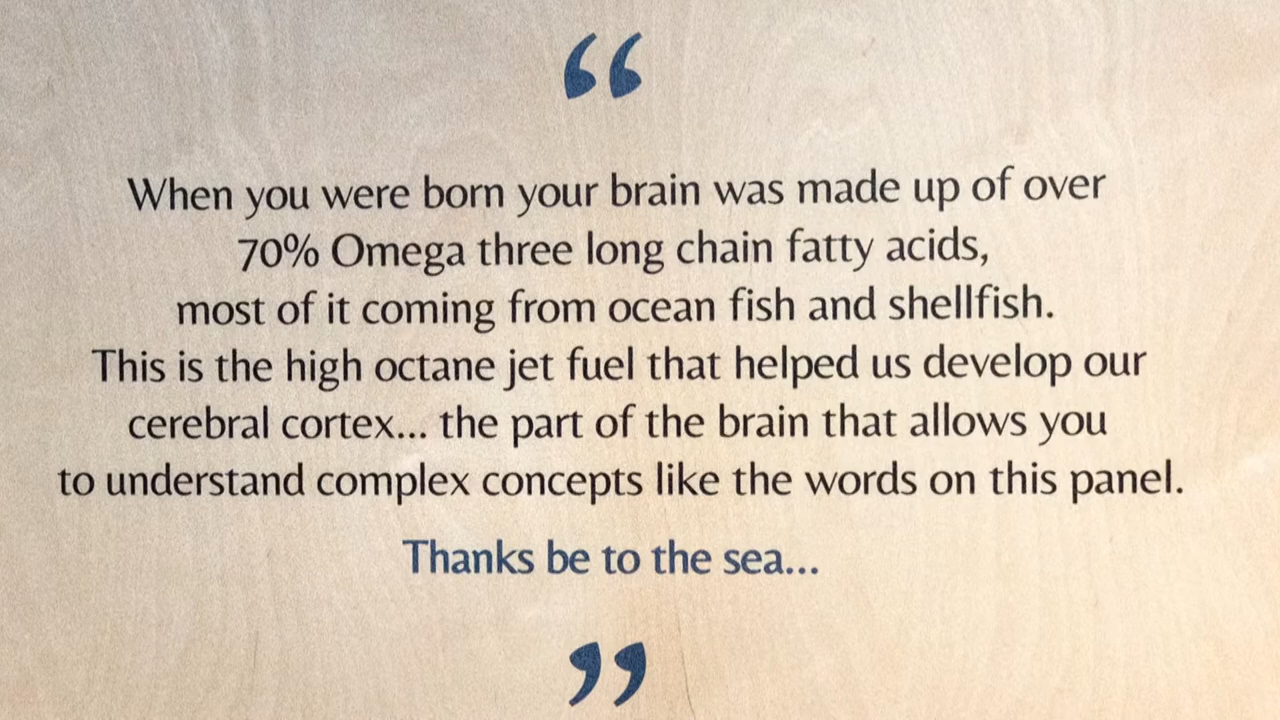 “
When you were born your brain was made up of over
70% Omega three long chain fatty acids,
most of it coming from ocean fish and shellfish.
This is the high octane jet fuel that helped us develop our
cerebral cortex... the part of the brain that allows you
to understand complex concepts like the words on this panel.
Thanks be to the sea...
”